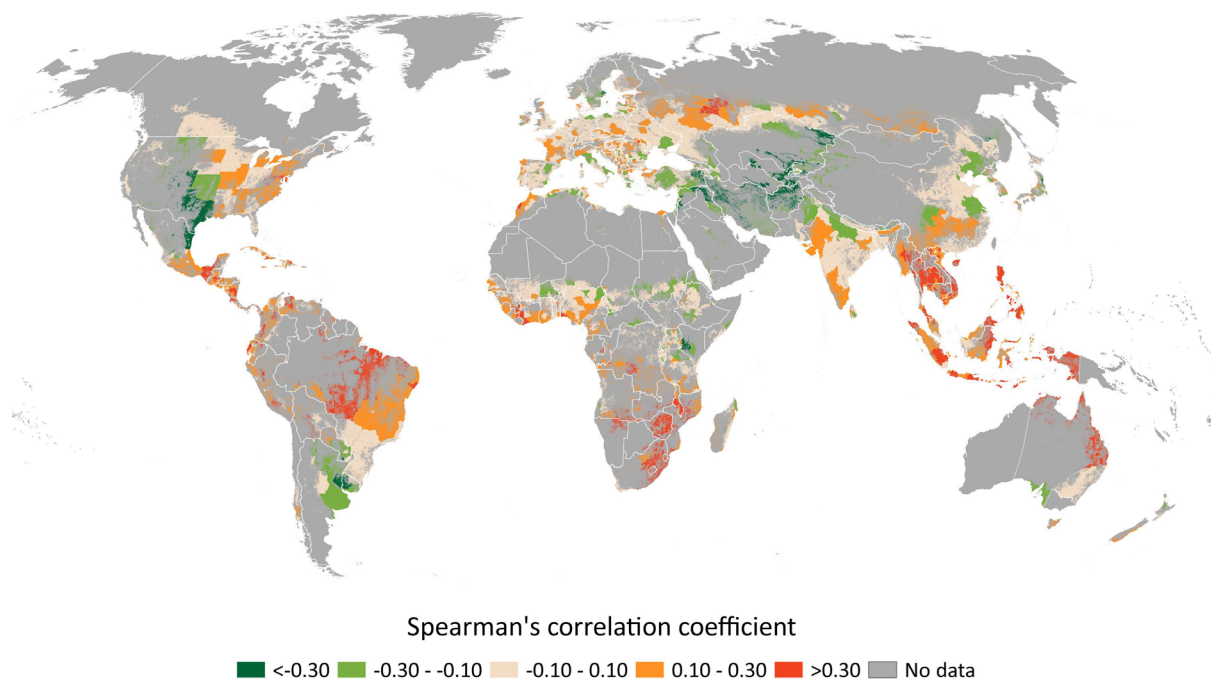 Spearman's correlation coefficient
<-0.30 -0.30 - -0.10 -0.10 - 0.10 0.10 - 0.30 >0.30 No data